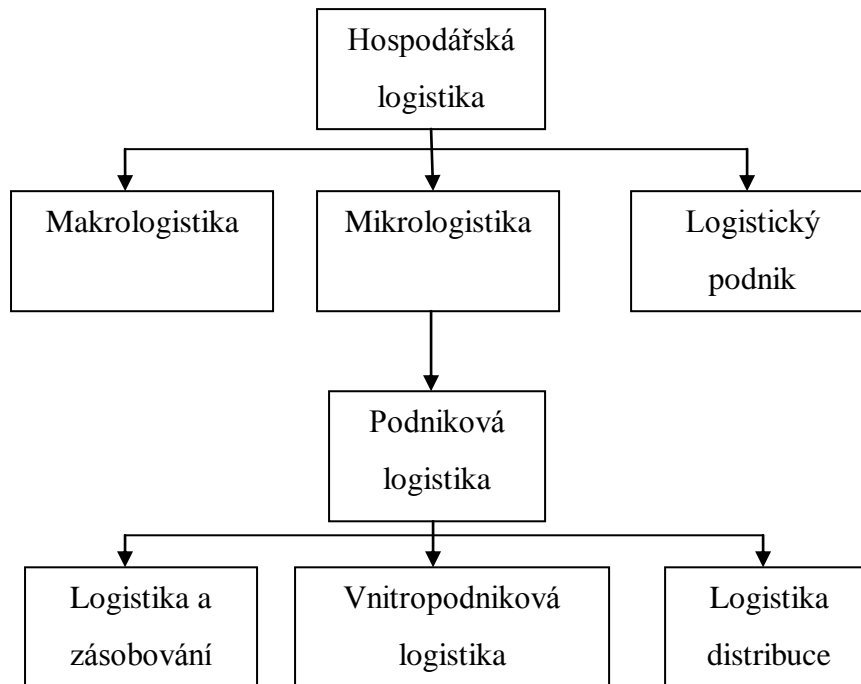 Hospodářská
logistika
Makrologistika
Mikrologistika
Logistický
podnik
Podniková
logistika
Logistika a
zásobování
Vnitropodniková
logistika
Logistika
distribuce